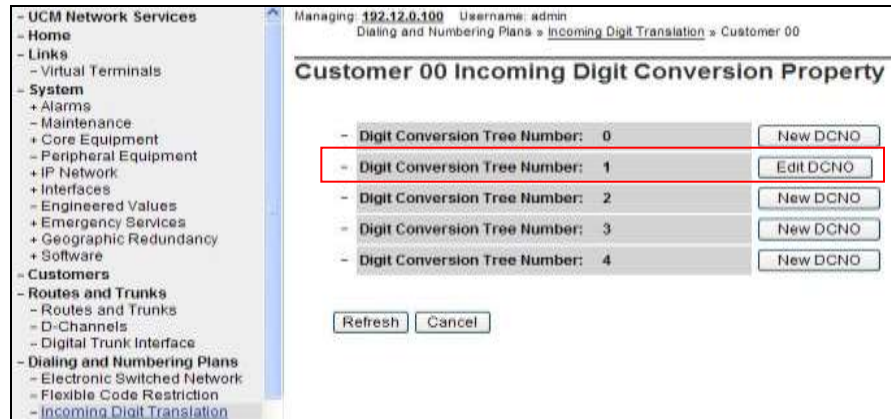 - UCM Network Services
- Home
- Links
- Virtual Terminals
- System
+ Alarms
- Maintenance
+ Core Equipment
- Peripheral Equipment
+ IP Network
+ Interfaces
- Engineered Values
+ Emergency Services
+ Geographic Redundancy
+ Software
- Customers
- Routes and Trunks
- Routes and Trunks
- D-Channels
- Digital Trunk Interface
- Dialing and Numbering Plans
- Electronic Switched Network
- Flexible Code Restriction
- Incoming Digit Translation
Managing: 192.12.0.100 Username: admin
Dialing and Numbering Plans » Incoming Digit Translation » Customer 00
Customer 00 Incoming Digit Conversion Property
- Digit Conversion Tree Number: 0 New DCNO
- Digit Conversion Tree Number: 1 Edit DCNO
- Digit Conversion Tree Number: 2 New DCNO
- Digit Conversion Tree Number: 3 New DCNO
- Digit Conversion Tree Number: 4 New DCNO
Refresh Cancel